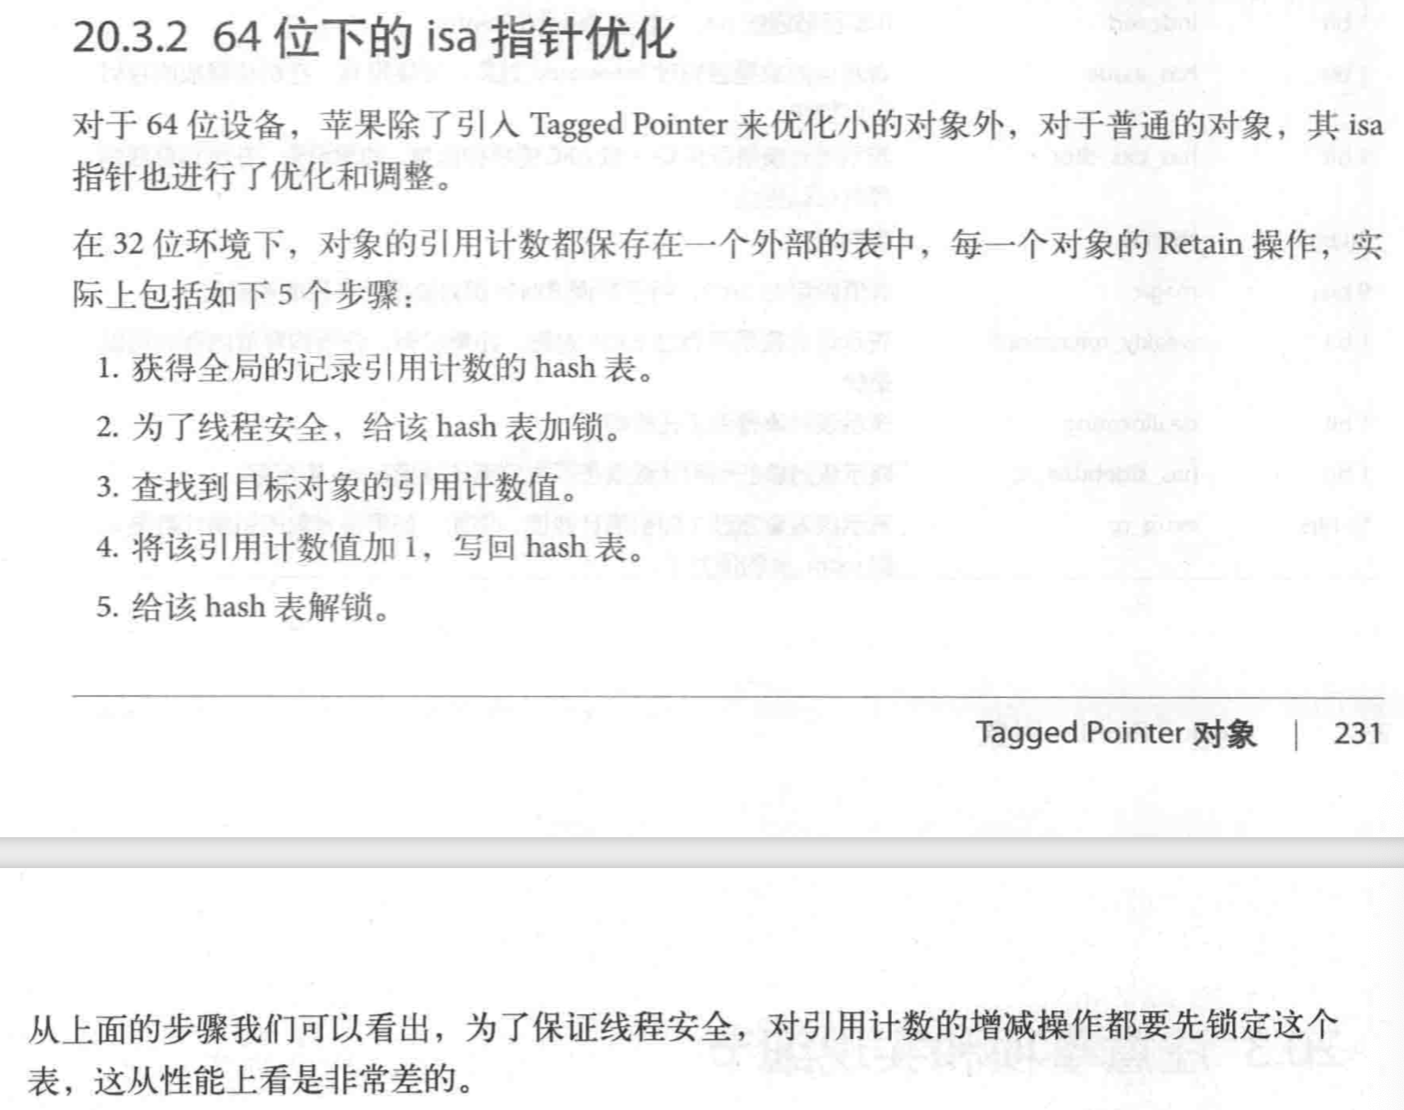 20.3.2 64 位下的 isa 指针优化
对于 64 位设备，苹果除了引入 Tagged Pointer 来优化小的对象外，对于普通的对象，其 isa
指针也进行了优化和调整。
在 32 位环境下，对象的引用计数都保存在一个外部的表中，每一个对象的 Retain 操作，实
际上包括如下 5 个步骤：
1. 获得全局的记录引用计数的 hash 表。
2. 为了线程安全，给该 hash 表加锁。
3. 查找到目标对象的引用计数值。
4. 将该引用计数值加 1，写回 hash 表。
5. 给该 hash 表解锁。
Tagged Pointer 对象 | 231
从上面的步骤我们可以看出，为了保证线程安全，对引用计数的增减操作都要先锁定这个
表，这从性能上看是非常差的。